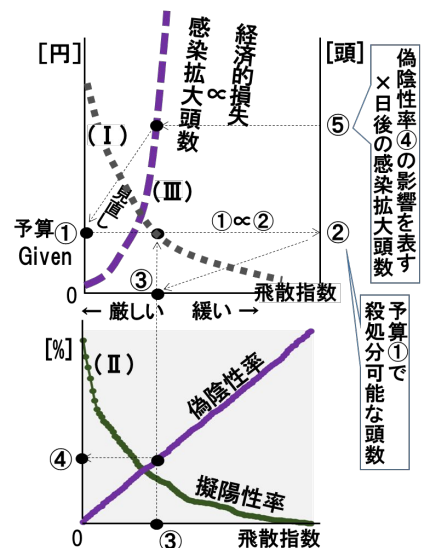 [円]
[頭]
感染拡大頭数
∝
経済的損失
(Ⅰ)
(Ⅲ)
見直し
①∝②
予算①
Given
②
⑤
③
0
飛散指数
← 厳しい 緩い →
偽陰性率④の影響を表す
×日後の感染拡大頭数
予算①で
殺処分可能な頭数
[%]
(Ⅱ)
偽陰性率
擬陽性率
④
0
③
飛散指数